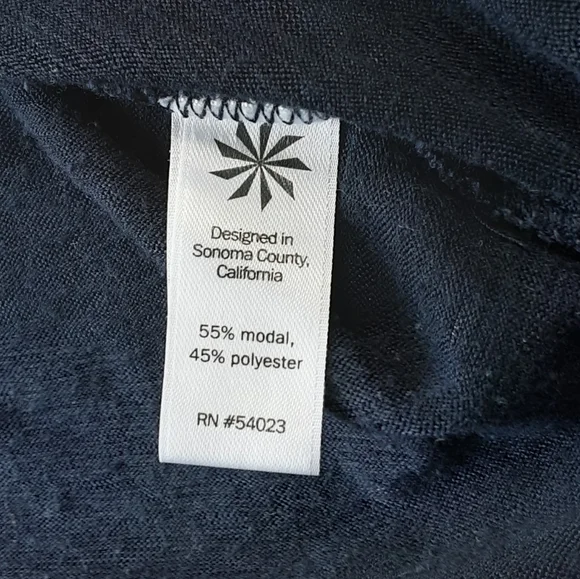 Designed in
Sonoma County,
California
55% modal,
45% polyester
RN #54023